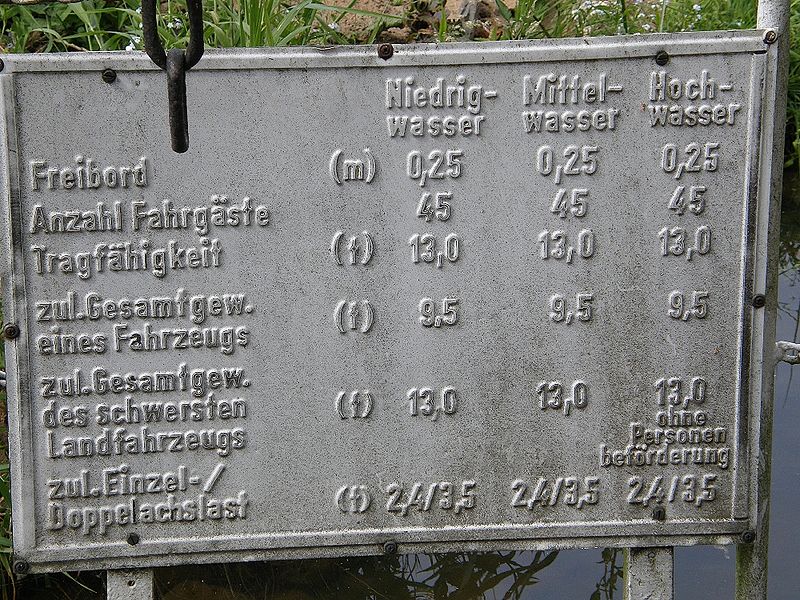 Niedrig- Mittel- Hoch-
wasser wasser wasser
Freibord (m) 0,25 0,25 0,25
Anzahl Fahrgäste 45 45 45
Tragfähigkeit (t) 13,0 13,0 13,0
zul. Gesamtgew.
eines Fahrzeugs (t) 9,5 9,5 9,5
zul. Gesamtgew.
des schwersten (t) 13,0 13,0 13,0
Landfahrzeugs ohne
Personen
beförderung
zul. Einzel-/
Doppelachslast (t) 2,4/3,5 2,4/3,5 2,4/3,5